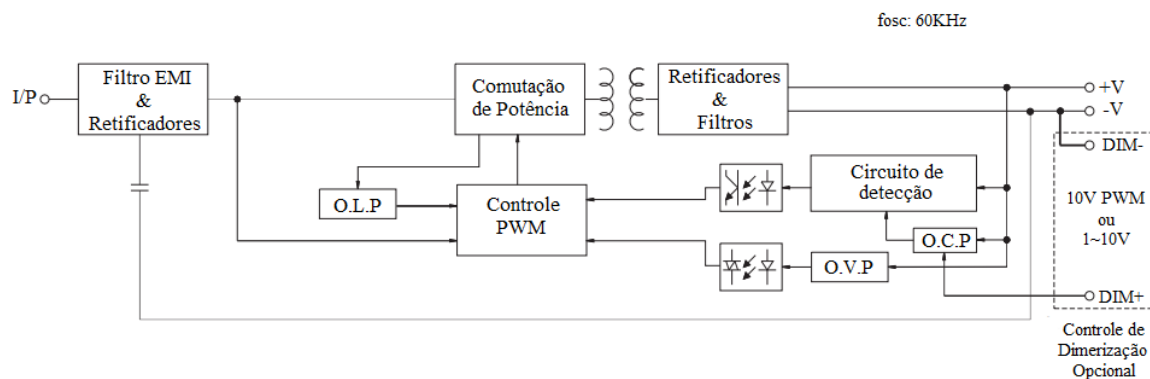 fosc: 60KHz
I/P
Filtro EMI
&
Retificadores
Comutação
de Potência
Retificadores
&
Filtros
+V
-V
DIM-
O.L.P
Controle
PWM
Circuito de
detecção
O.C.P
O.V.P
10V PWM
ou
1~10V
DIM+
Controle de
Dimerização
Opcional